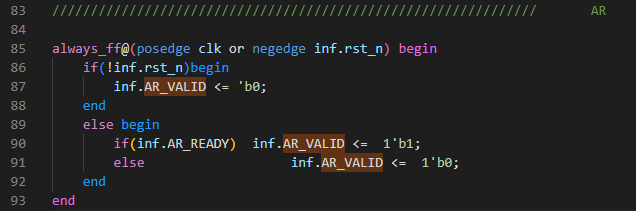 83 /////////////////////////////////////////////////////////////// AR
84
85 always_ff@(posedge clk or negedge inf.rst_n) begin
86 if(!inf.rst_n)begin
87 inf.AR_VALID <= 'b0;
88 end
89 else begin
90 if(inf.AR_READY) inf.AR_VALID <= 1'b1;
91 else inf.AR_VALID <= 1'b0;
92 end
93 end